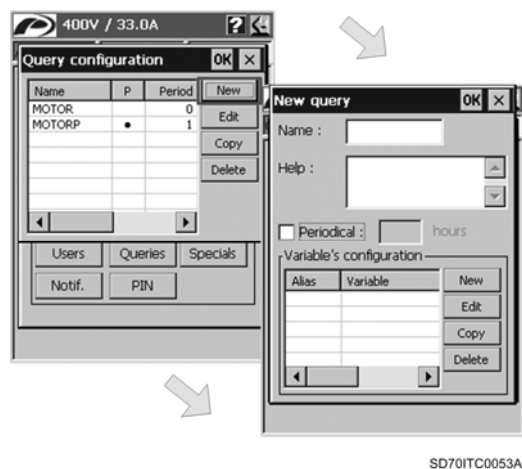 400V / 33.0A ?
Query configuration OK ×
Name P Period New
MOTOR 0
MOTORP • 1
Edit
Copy
Delete
Users Queries Specials
Notif. PIN
New query OK ×
Name :
Help :
Periodical : hours
Variable's configuration
Alias Variable New
Edit
Copy
Delete
SD70ITC0053A